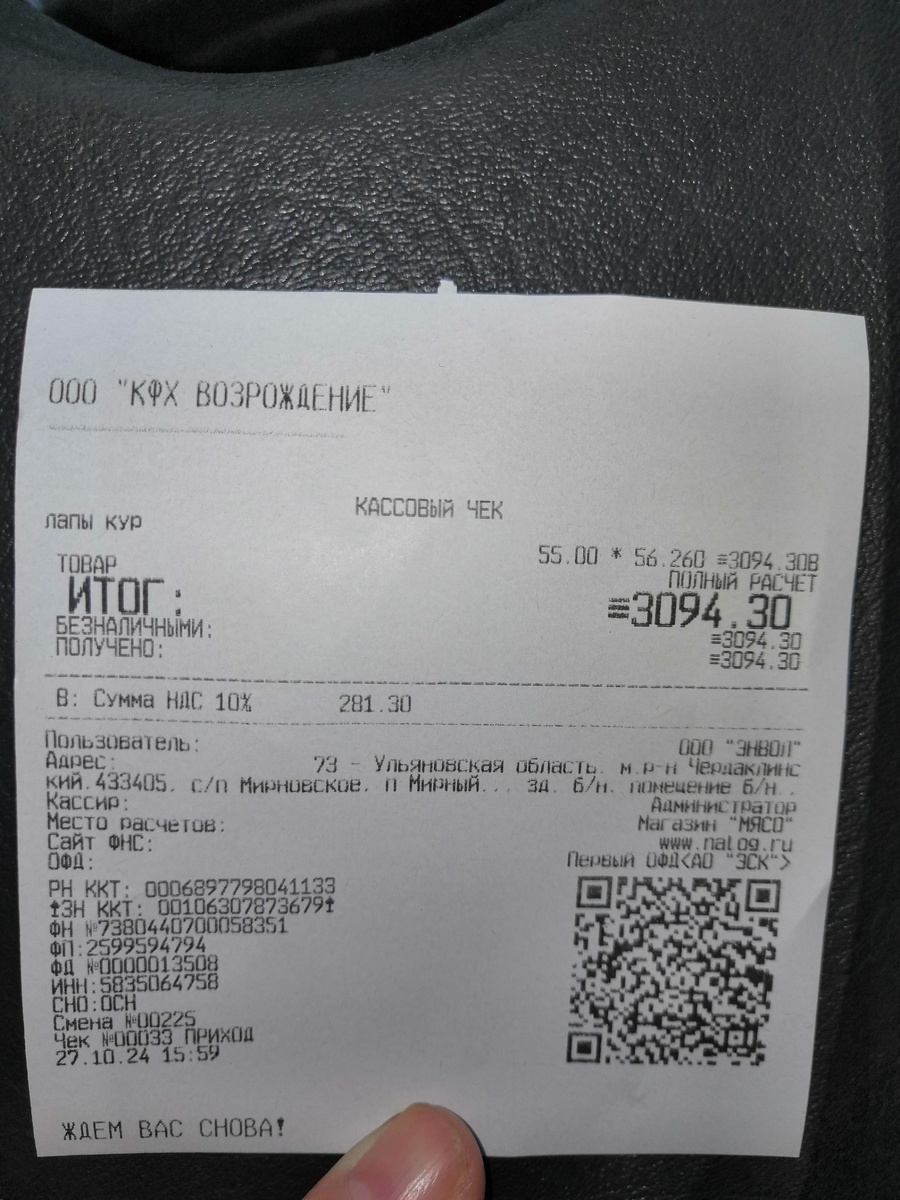 ООО "КФХ ВОЗРОЖДЕНИЕ"
КАССОВЫЙ ЧЕК
лапы кур
55.00 * 56.260 =3094.30В
ТОВАР ПОЛНЫЙ РАСЧЕТ
ИТОГ: =3094.30
БЕЗНАЛИЧНЫМИ: =3094.30
ПОЛУЧЕНО: =3094.30
В: Сумма НДС 10% 281.30
Пользователь: ООО "ЭНВОЛ"
Адрес: 73 - Ульяновская область, м.р-н Чердаклинс
кий,433405, с/п Мирновское, п Мирный,., зд. б/н, помещение Б/н,,
Кассир: Администратор
Место расчетов: Магазин "МЯСО"
Сайт ФНС: www.nalog.ru
ОФД: Первый ОФД<АО "ЭСК">
РН ККТ: 0006897798041133
ЗН ККТ: 00106307873679
ФН №7380440700058351
ФП:2599594794
ФД №0000013508
ИНН:5835064758
СНО:ОСН
Смена №00225
Чек №00033 ПРИХОД
27.10.24 15:59
ЖДЕМ ВАС СНОВА!